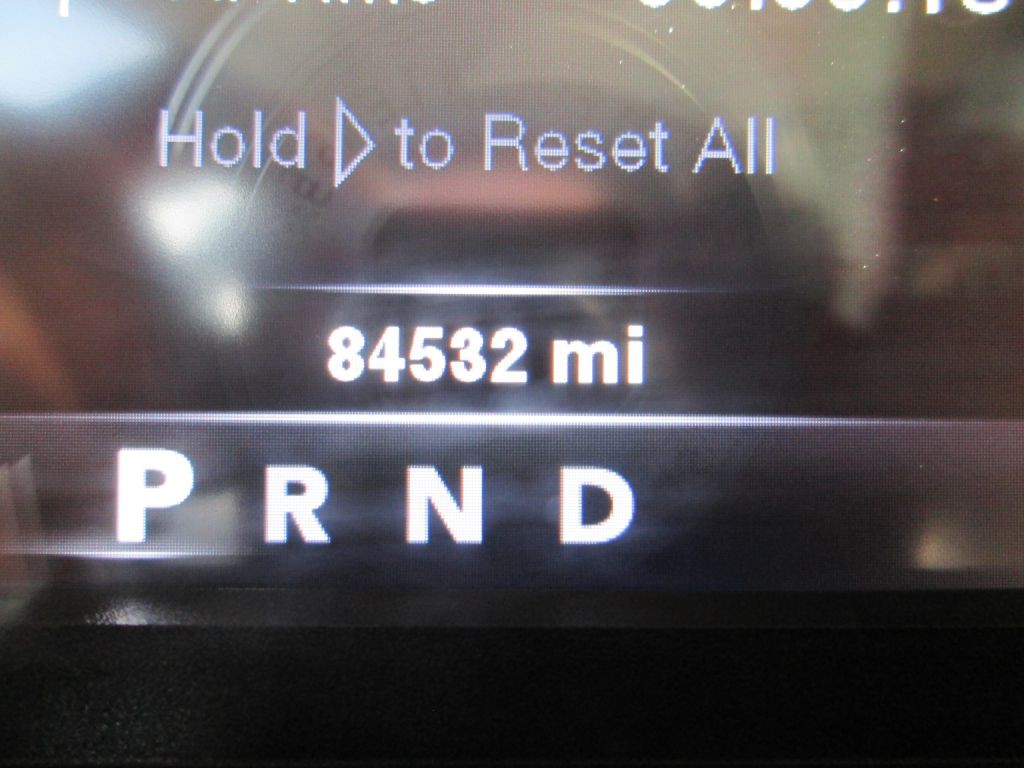 Hold ▷ to Reset All
84532 mi
P R N D